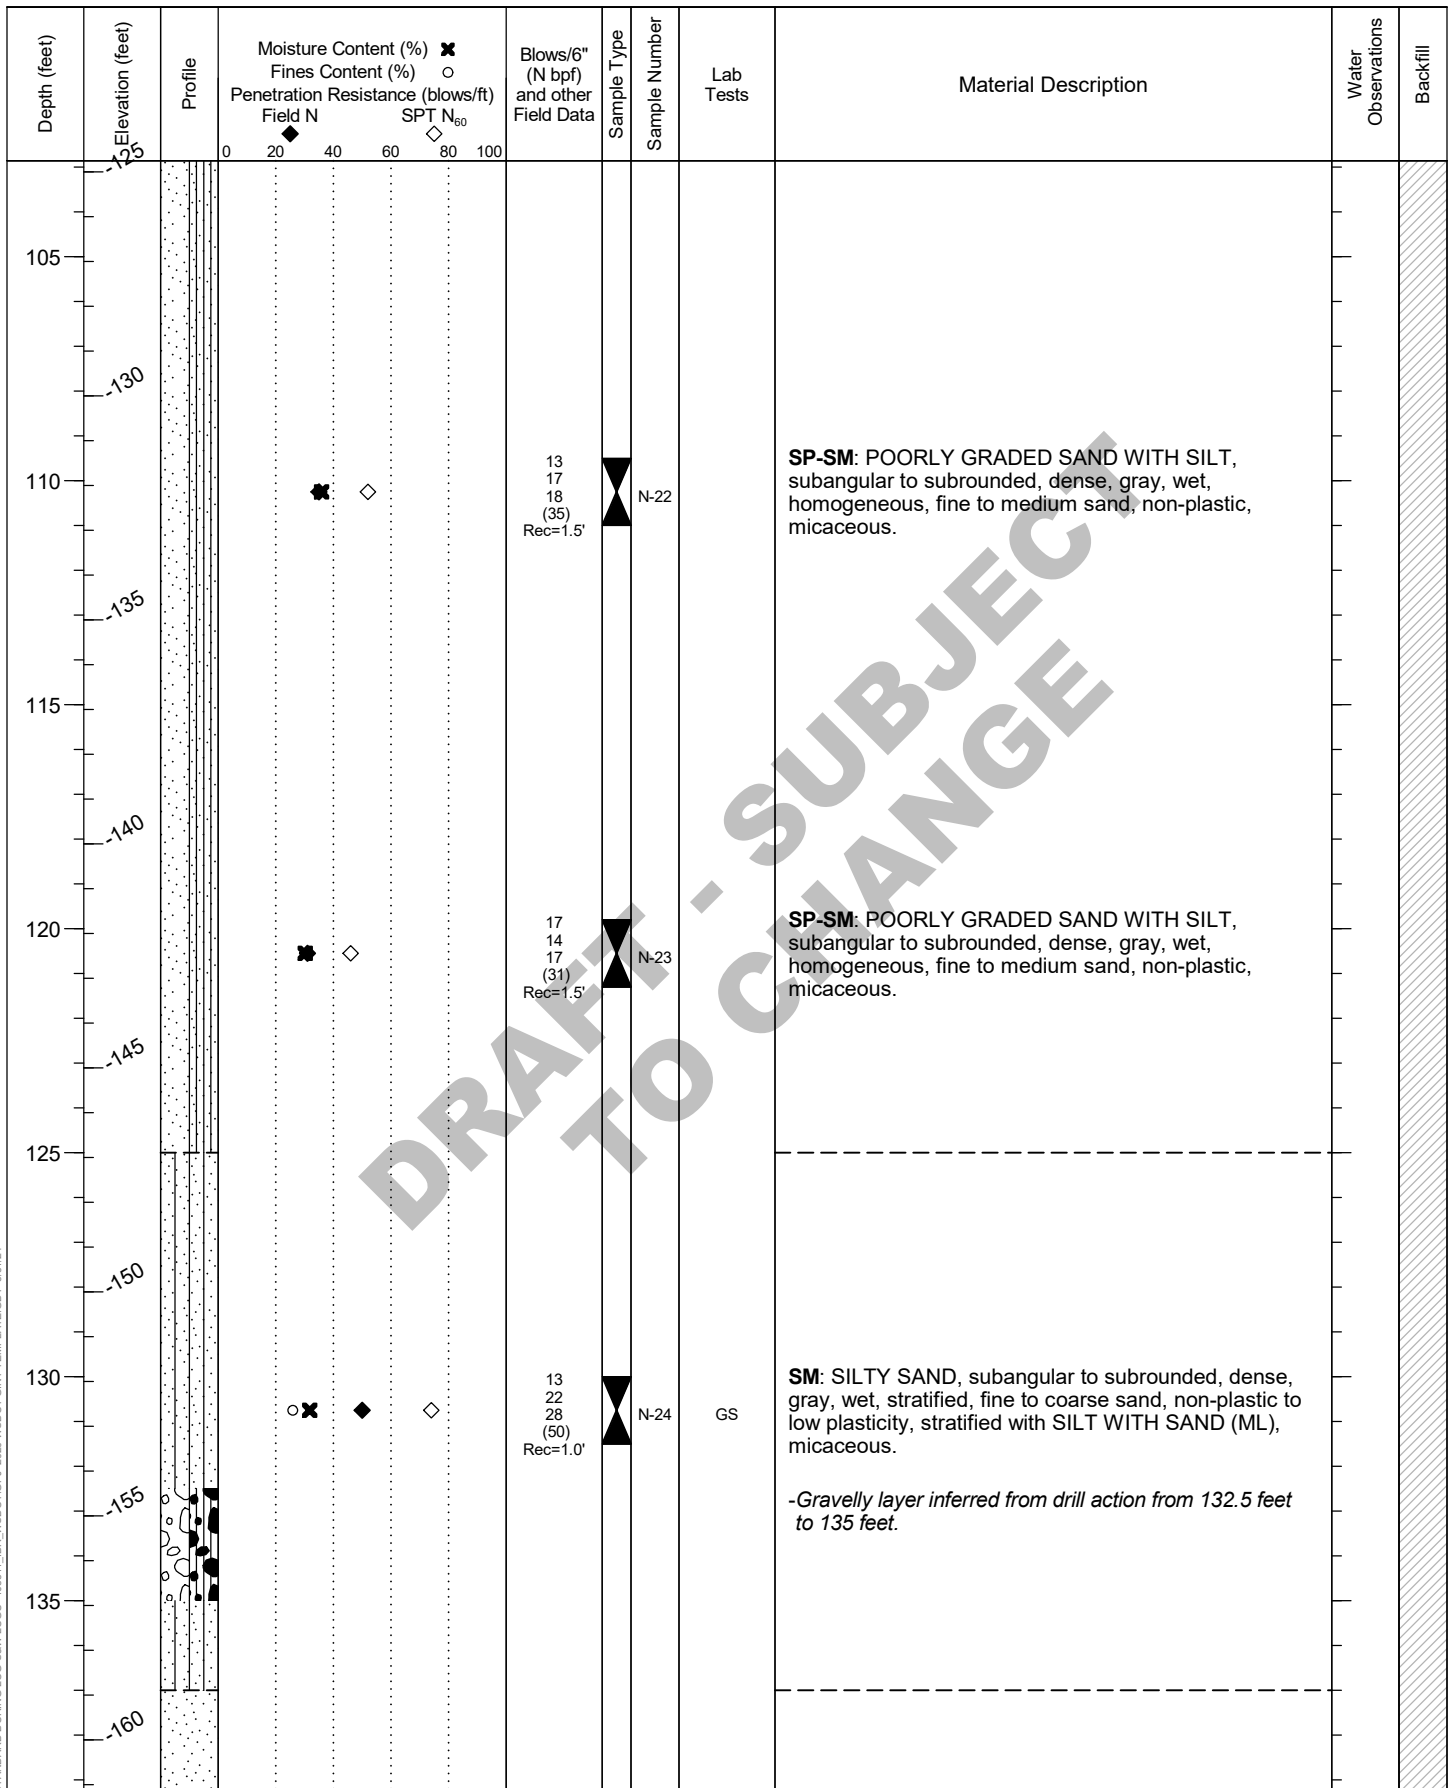 Depth (feet)
Elevation (feet)
Profile
Moisture Content (%)
Fines Content (%)
Penetration Resistance (blows/ft)
Field N SPT N60
0 20 40 60 80 100
Blows/6"
(N bpf)
and other
Field Data
Sample Type
Sample Number
Lab
Tests
Material Description
Water
Observations
Backfill
-125
105
-130
110
13
17
18
(35)
Rec=1.5'
N-22
SP-SM: POORLY GRADED SAND WITH SILT,
subangular to subrounded, dense, gray, wet,
homogeneous, fine to medium sand, non-plastic,
micaceous.
-135
115
-140
120
17
14
17
(31)
Rec=1.5'
N-23
SP-SM: POORLY GRADED SAND WITH SILT,
subangular to subrounded, dense, gray, wet,
homogeneous, fine to medium sand, non-plastic,
micaceous.
-145
125
-150
130
13
22
28
(50)
Rec=1.0'
N-24
GS
SM: SILTY SAND, subangular to subrounded, dense,
gray, wet, stratified, fine to coarse sand, non-plastic to
low plasticity, stratified with SILT WITH SAND (ML),
micaceous.
-Gravelly layer inferred from drill action from 132.5 feet
to 135 feet.
-155
135
-160
DRAFT - SUBJECT
TO CHANGE